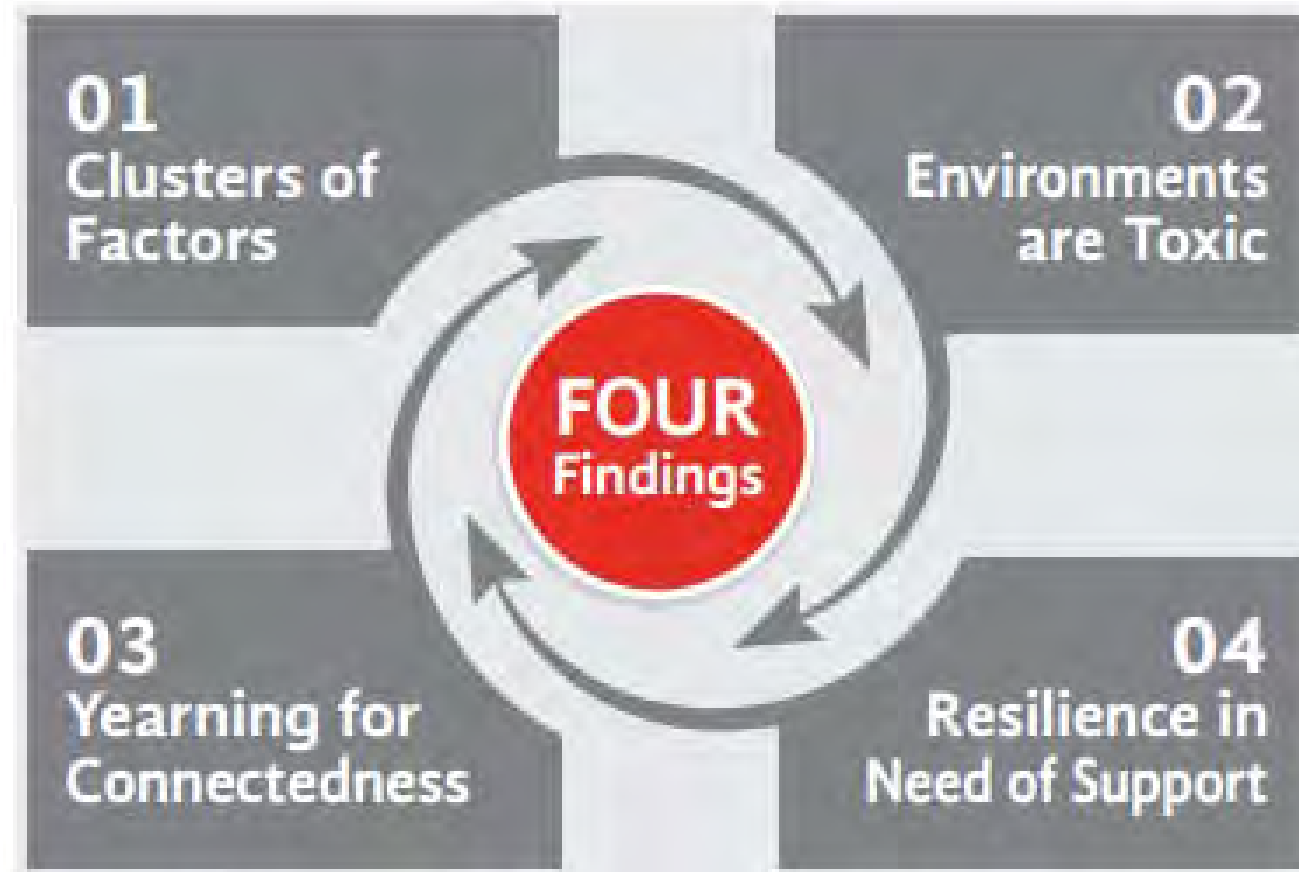 01
Clusters of
Factors
02
Environments
are Toxic
FOUR
Findings
03
Yearning for
Connectedness
04
Resilience in
Need of Support